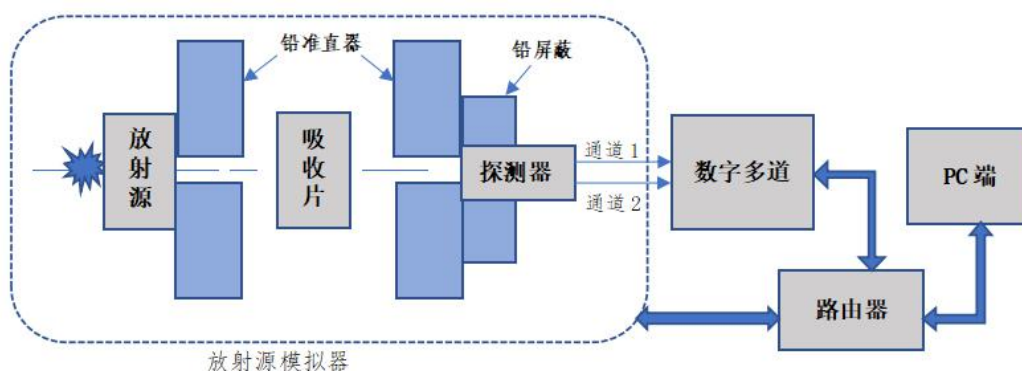 铅准直器
铅屏蔽
放射源
吸收片
探测器
通道 1
通道 2
数字多道
PC 端
路由器
放射源模拟器